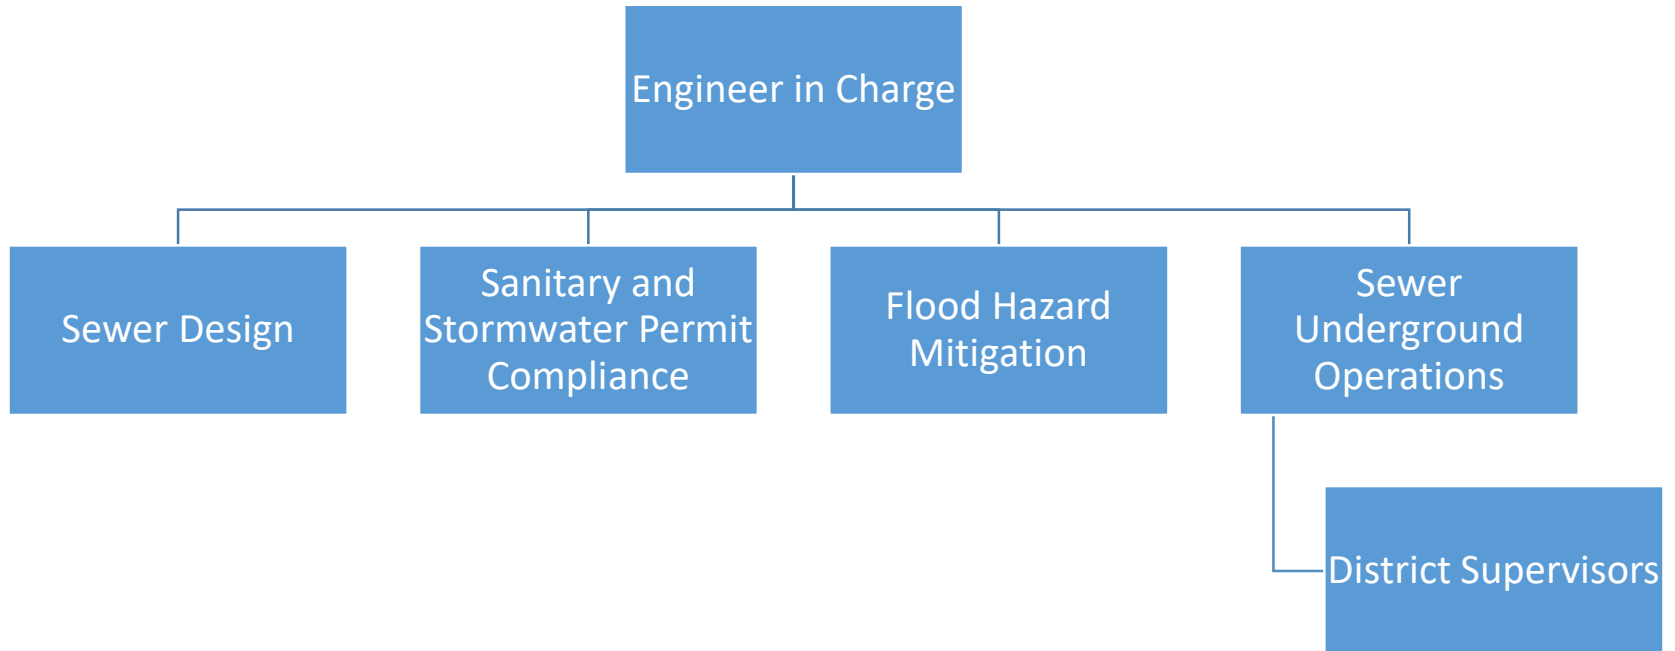 Engineer in Charge
Sewer Design
Sanitary and
Stormwater Permit
Compliance
Flood Hazard
Mitigation
Sewer
Underground
Operations
District Supervisors